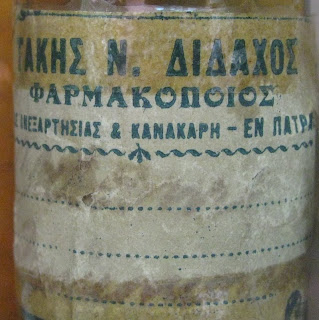 ΤΑΚΗΣ Ν. ΔΙΔΑΧΟΣ
ΦΑΡΜΑΚΟΠΟΙΟΣ
Σ ΑΝΕΞΑΡΤΗΣΙΑΣ & ΚΑΝΑΚΑΡΗ - ΕΝ ΠΑΤΡΑ